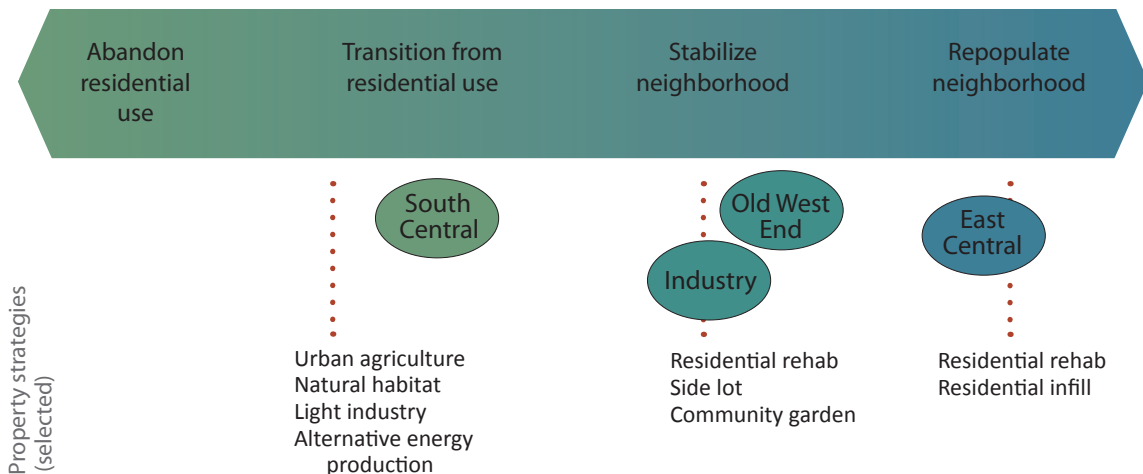 Abandon
residential
use
Transition from
residential use
Stabilize
neighborhood
Repopulate
neighborhood
South
Central
Old West
End
Industry
East
Central
Property strategies
(selected)
Urban agriculture
Natural habitat
Light industry
Alternative energy
production
Residential rehab
Side lot
Community garden
Residential rehab
Residential infill